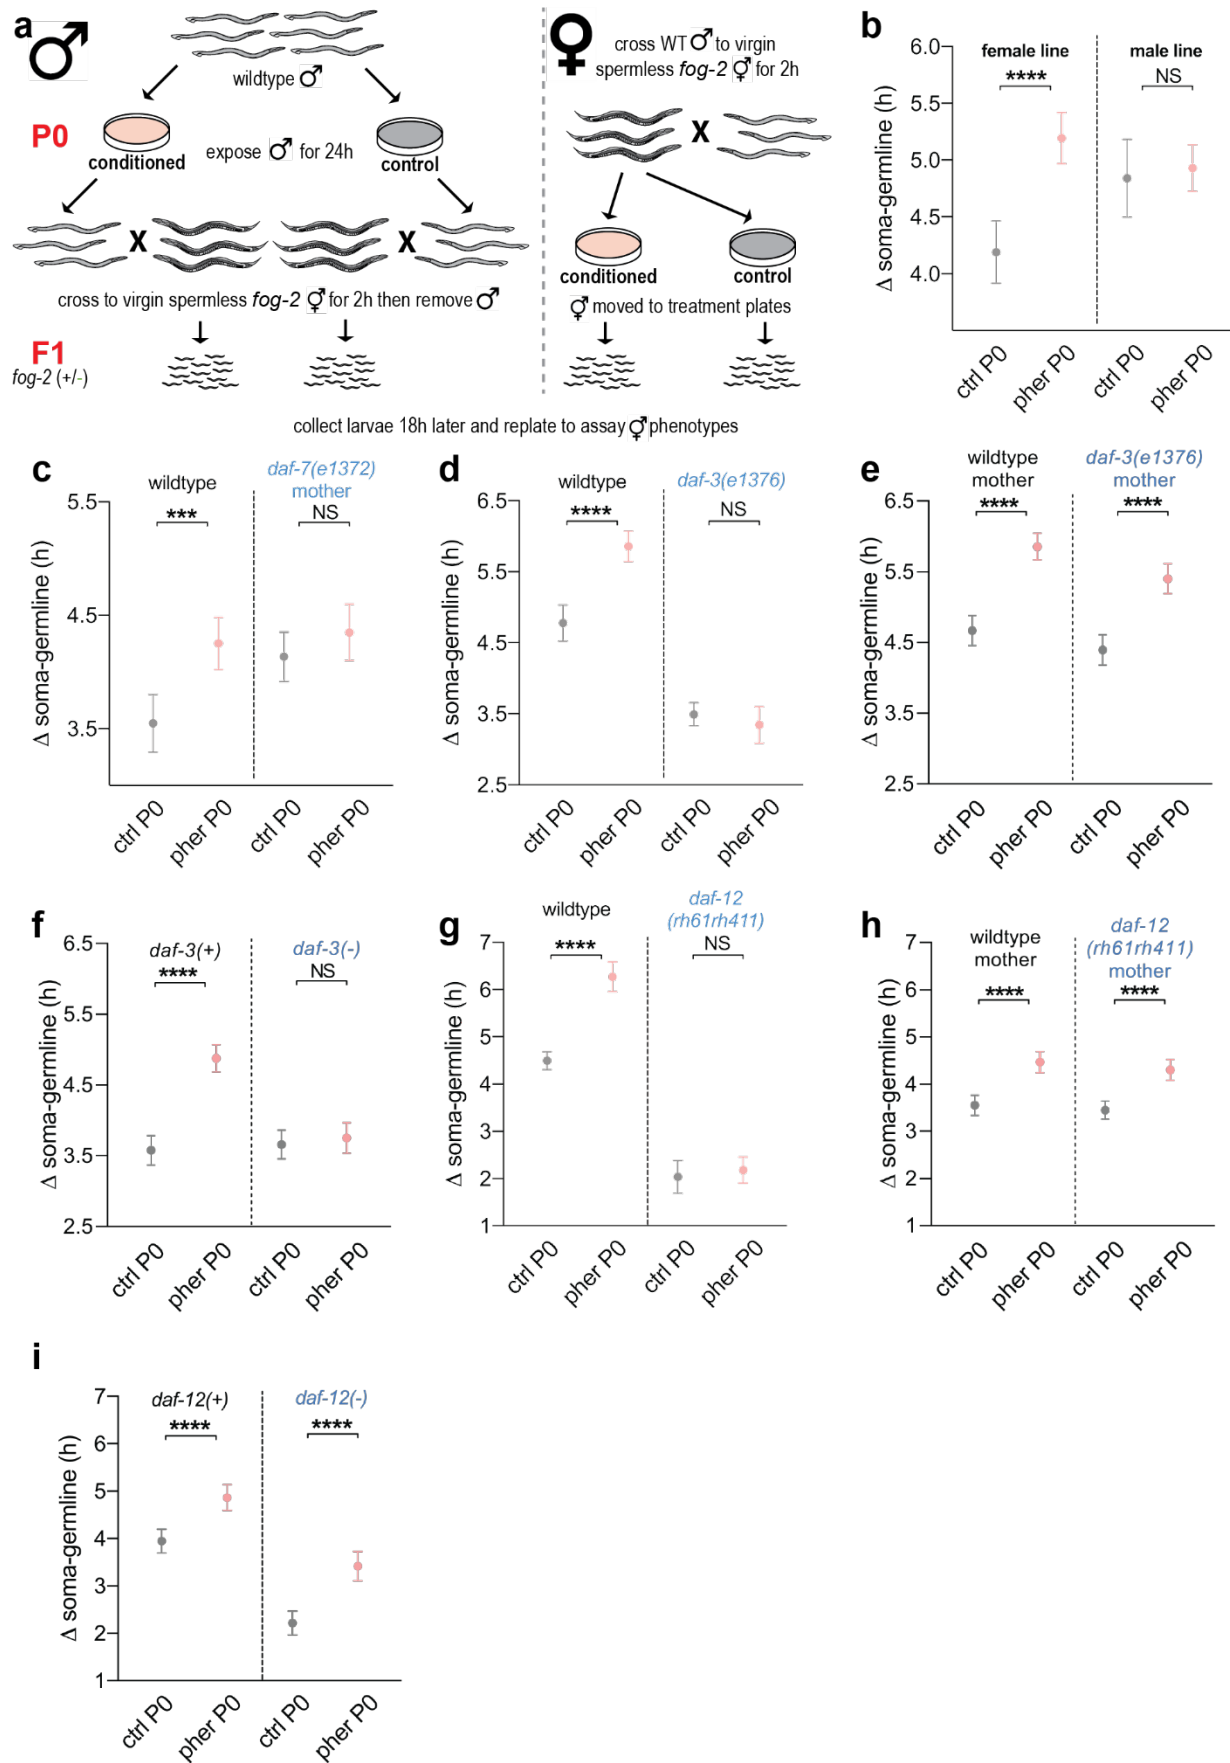 a
♂
wildtype ♂
P0
conditioned
expose ♂ for 24h
control
X
X
cross to virgin spermless fog-2 ⚥ for 2h then remove ♂
F1
fog-2 (+/-)
♀
cross WT ♂ to virgin
spermless fog-2 ⚥ for 2h
X
conditioned
control
⚥ moved to treatment plates
collect larvae 18h later and replate to assay ⚥ phenotypes
b
female line
male line
****
NS
Δ soma-germline (h)
6.0
5.5
5.0
4.5
4.0
ctrl P0
pher P0
ctrl P0
pher P0
c
wildtype
daf-7(e1372)
mother
***
NS
Δ soma-germline (h)
5.5
4.5
3.5
ctrl P0
pher P0
ctrl P0
pher P0
d
wildtype
daf-3(e1376)
****
NS
Δ soma-germline (h)
6.5
5.5
4.5
3.5
2.5
ctrl P0
pher P0
ctrl P0
pher P0
e
wildtype
mother
daf-3(e1376)
mother
****
****
Δ soma-germline (h)
6.5
5.5
4.5
3.5
2.5
ctrl P0
pher P0
ctrl P0
pher P0
f
daf-3(+)
daf-3(-)
****
NS
Δ soma-germline (h)
6.5
5.5
4.5
3.5
2.5
ctrl P0
pher P0
ctrl P0
pher P0
g
wildtype
daf-12
(rh61rh411)
****
NS
Δ soma-germline (h)
7
6
5
4
3
2
1
ctrl P0
pher P0
ctrl P0
pher P0
h
wildtype
mother
daf-12
(rh61rh411)
mother
****
****
Δ soma-germline (h)
7
6
5
4
3
2
1
ctrl P0
pher P0
ctrl P0
pher P0
i
daf-12(+)
daf-12(-)
****
****
Δ soma-germline (h)
7
6
5
4
3
2
1
ctrl P0
pher P0
ctrl P0
pher P0